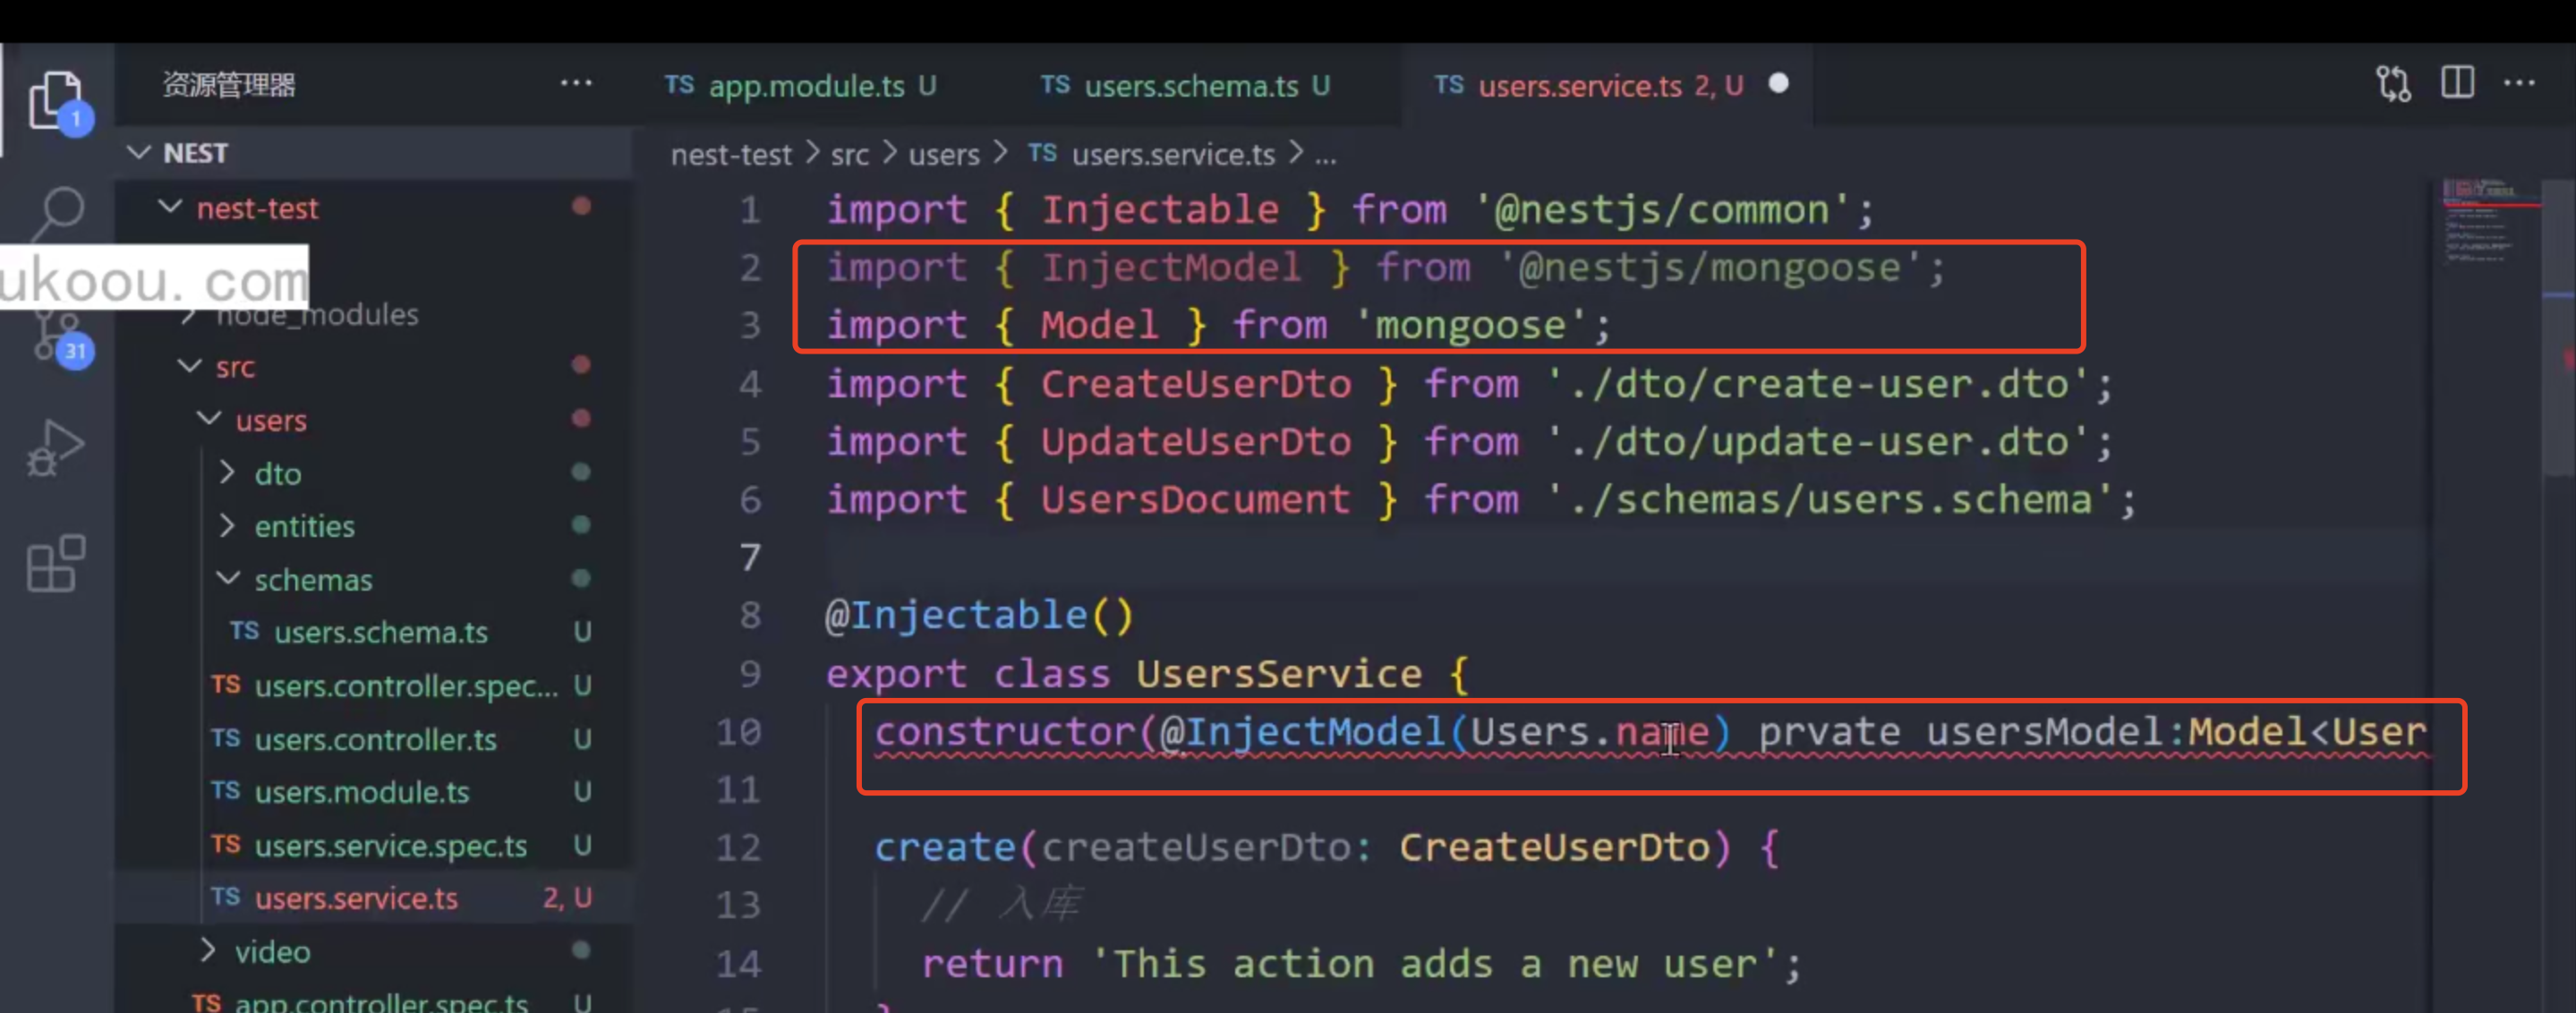 资源管理器
TS app.module.ts U
TS users.schema.ts U
TS users.service.ts 2, U
NEST
nest-test > src > users > TS users.service.ts > ...
nest-test
ukoou.com
node_modules
src
users
dto
entities
schemas
TS users.schema.ts U
TS users.controller.spec... U
TS users.controller.ts U
TS users.module.ts U
TS users.service.spec.ts U
TS users.service.ts 2, U
video
TS app.controller.spec.ts U
1
31
1 import { Injectable } from '@nestjs/common';
2 import { InjectModel } from '@nestjs/mongoose';
3 import { Model } from 'mongoose';
4 import { CreateUserDto } from './dto/create-user.dto';
5 import { UpdateUserDto } from './dto/update-user.dto';
6 import { UsersDocument } from './schemas/users.schema';
7
8 @Injectable()
9 export class UsersService {
10 constructor(@InjectModel(Users.name) prvate usersModel:Model<User
11
12 create(createUserDto: CreateUserDto) {
13 // 入库
14 return 'This action adds a new user';
15 }